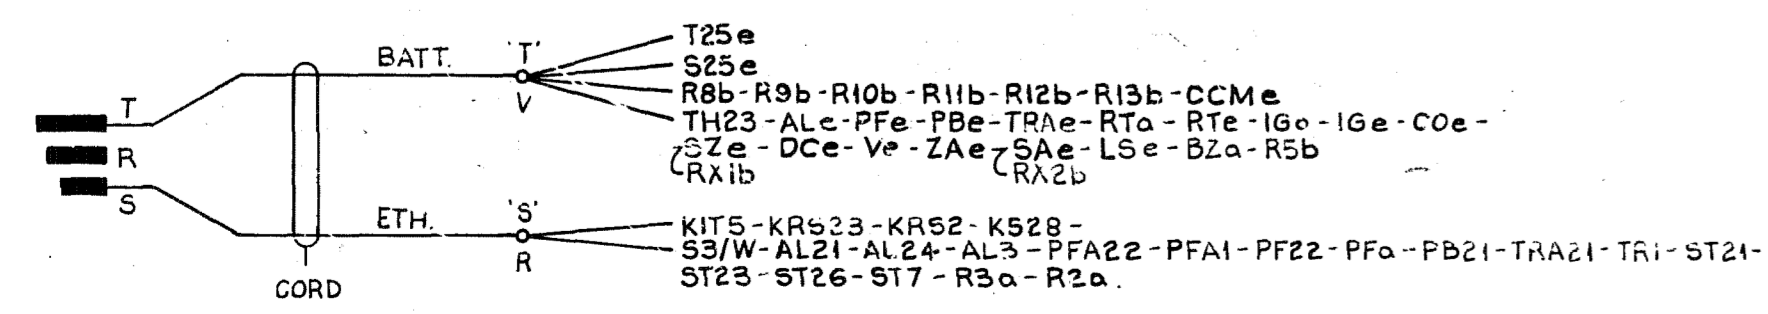 T25e
BATT. 'T'
S25e
V
R8b-R9b-R10b-R11b-R12b-R13b-CCMe
T
TH23-ALe-PFe-PBe-TRAe-RTa-RTe-IGo-IGe-COe-
R
SZe-DCe-Ve-ZAe-SAe-LSe-BZa-R5b
RX1b RX2b
S
ETH. 'S'
KIT5-KRS23-KRS2-KS28-
R
S3/W-AL21-AL24-AL3-PFA22-PFA1-PF22-PFa-PB21-TRA21-TR1-ST21-
ST23-ST26-ST7-R3a-R2a.
CORD